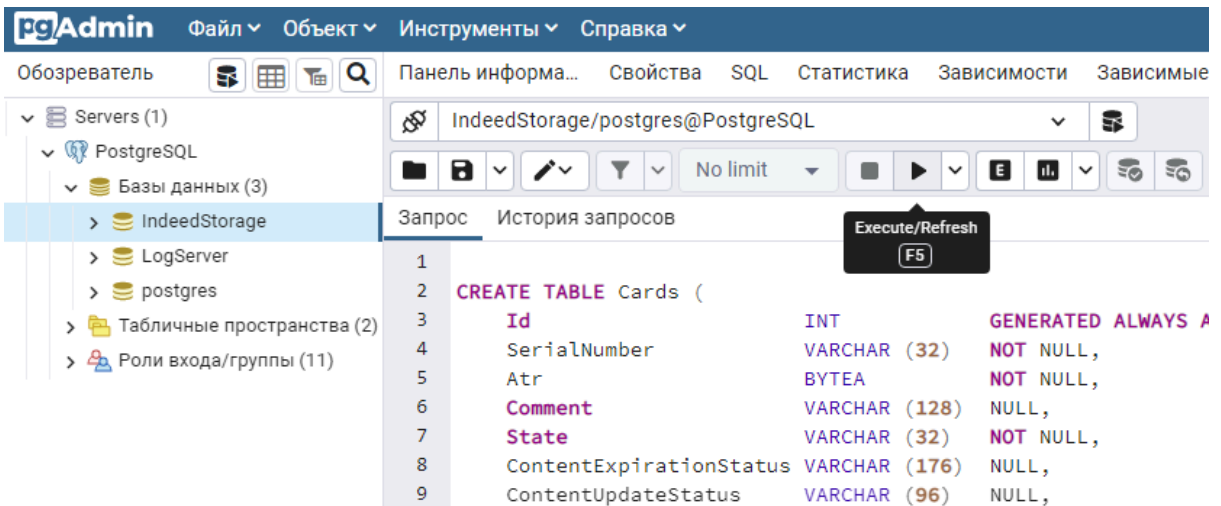 pgAdmin Файл Объект Инструменты Справка
Обозреватель
Панель информа... Свойства SQL Статистика Зависимости Зависимые
Servers (1)
PostgreSQL
Базы данных (3)
IndeedStorage
LogServer
postgres
Табличные пространства (2)
Роли входа/группы (11)
IndeedStorage/postgres@PostgreSQL
No limit
E
Запрос История запросов
Execute/Refresh
F5
1
2 CREATE TABLE Cards (
3 Id INT GENERATED ALWAYS A
4 SerialNumber VARCHAR (32) NOT NULL,
5 Atr BYTEA NOT NULL,
6 Comment VARCHAR (128) NULL,
7 State VARCHAR (32) NOT NULL,
8 ContentExpirationStatus VARCHAR (176) NULL,
9 ContentUpdateStatus VARCHAR (96) NULL,